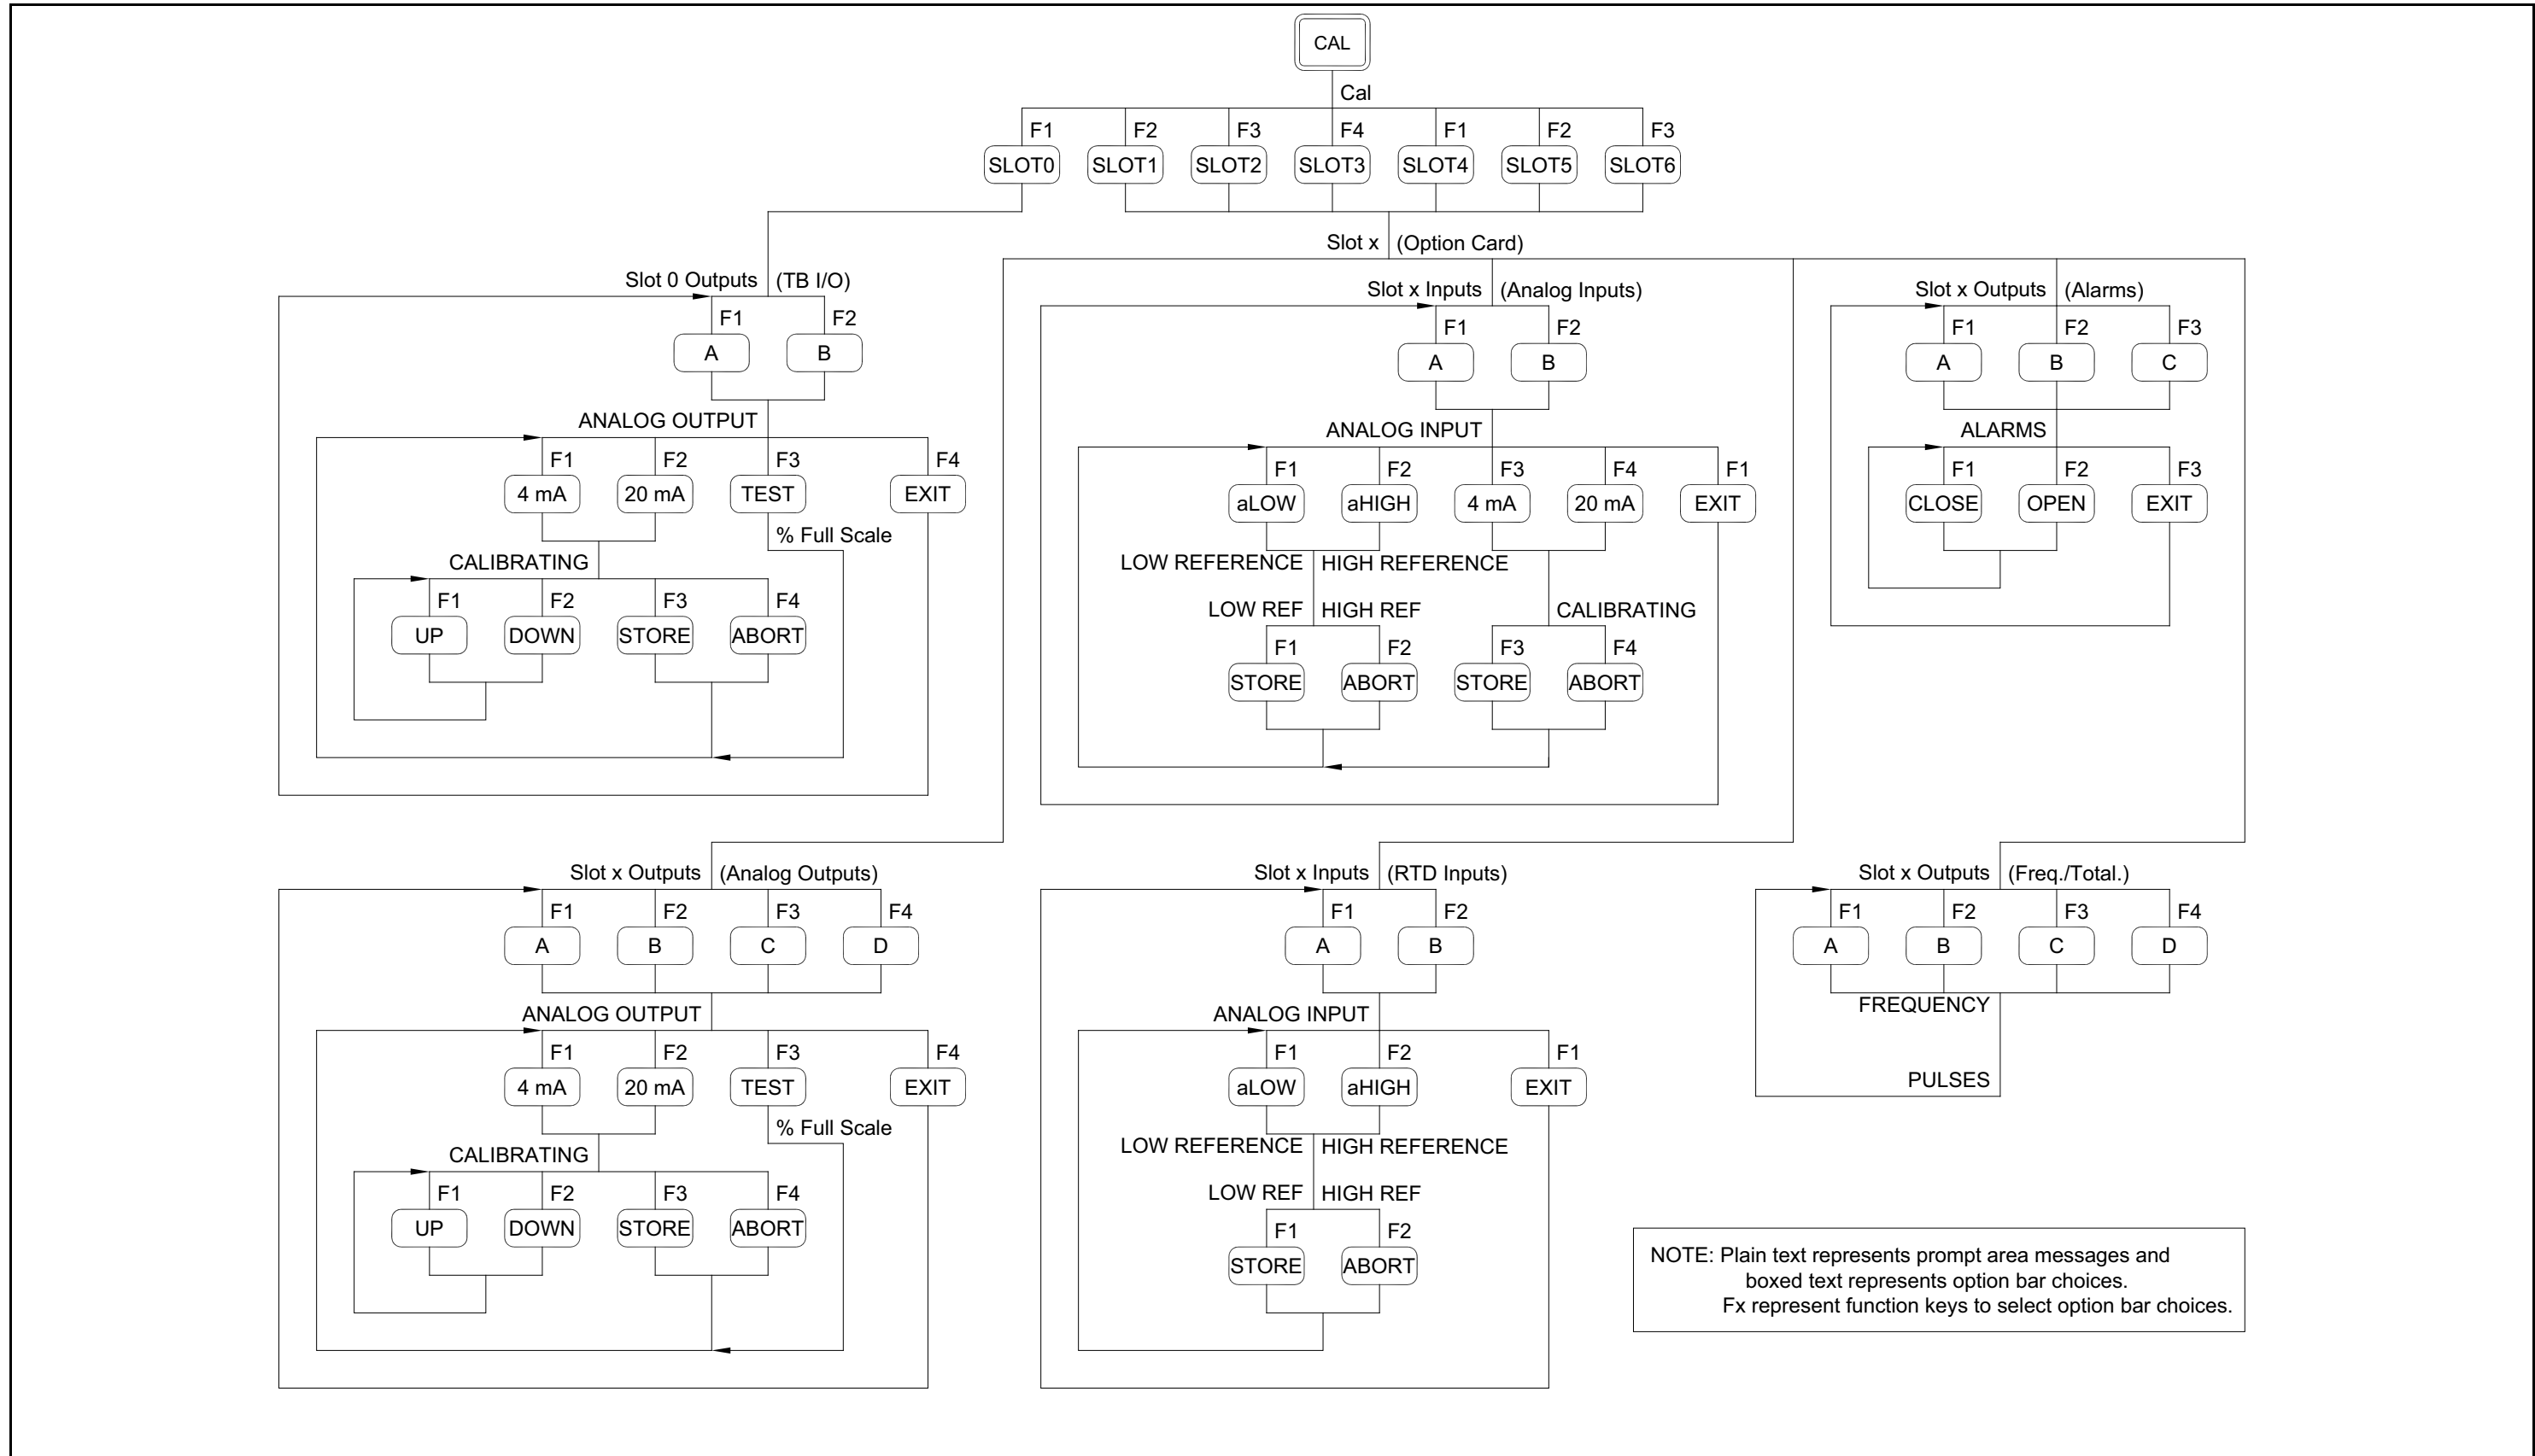 CAL
Cal
F1 F2 F3 F4 F1 F2 F3
SLOT0 SLOT1 SLOT2 SLOT3 SLOT4 SLOT5 SLOT6
Slot x (Option Card)
Slot 0 Outputs (TB I/O)
F1 F2
A B
ANALOG OUTPUT
F1 F2 F3 F4
4 mA 20 mA TEST EXIT
% Full Scale
CALIBRATING
F1 F2 F3 F4
UP DOWN STORE ABORT
Slot x Inputs (Analog Inputs)
F1 F2
A B
ANALOG INPUT
F1 F2 F3 F4 F1
aLOW aHIGH 4 mA 20 mA EXIT
LOW REFERENCE HIGH REFERENCE
LOW REF HIGH REF CALIBRATING
F1 F2 F3 F4
STORE ABORT STORE ABORT
Slot x Outputs (Alarms)
F1 F2 F3
A B C
ALARMS
F1 F2 F3
CLOSE OPEN EXIT
Slot x Outputs (Analog Outputs)
F1 F2 F3 F4
A B C D
ANALOG OUTPUT
F1 F2 F3 F4
4 mA 20 mA TEST EXIT
% Full Scale
CALIBRATING
F1 F2 F3 F4
UP DOWN STORE ABORT
Slot x Inputs (RTD Inputs)
F1 F2
A B
ANALOG INPUT
F1 F2 F1
aLOW aHIGH EXIT
LOW REFERENCE HIGH REFERENCE
LOW REF HIGH REF
F1 F2
STORE ABORT
Slot x Outputs (Freq./Total.)
F1 F2 F3 F4
A B C D
FREQUENCY
PULSES
NOTE: Plain text represents prompt area messages and
boxed text represents option bar choices.
Fx represent function keys to select option bar choices.